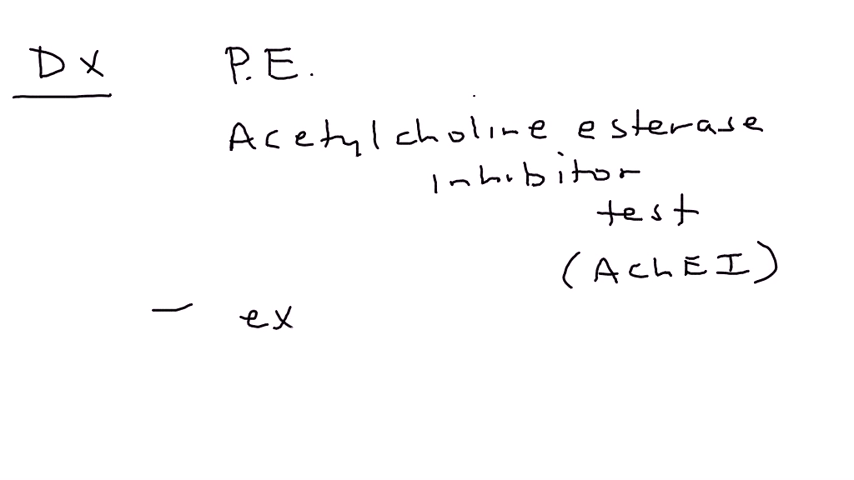 DX P.E.
Acetylcholine esterase
inhibitor
test
(AchEI)
– ex